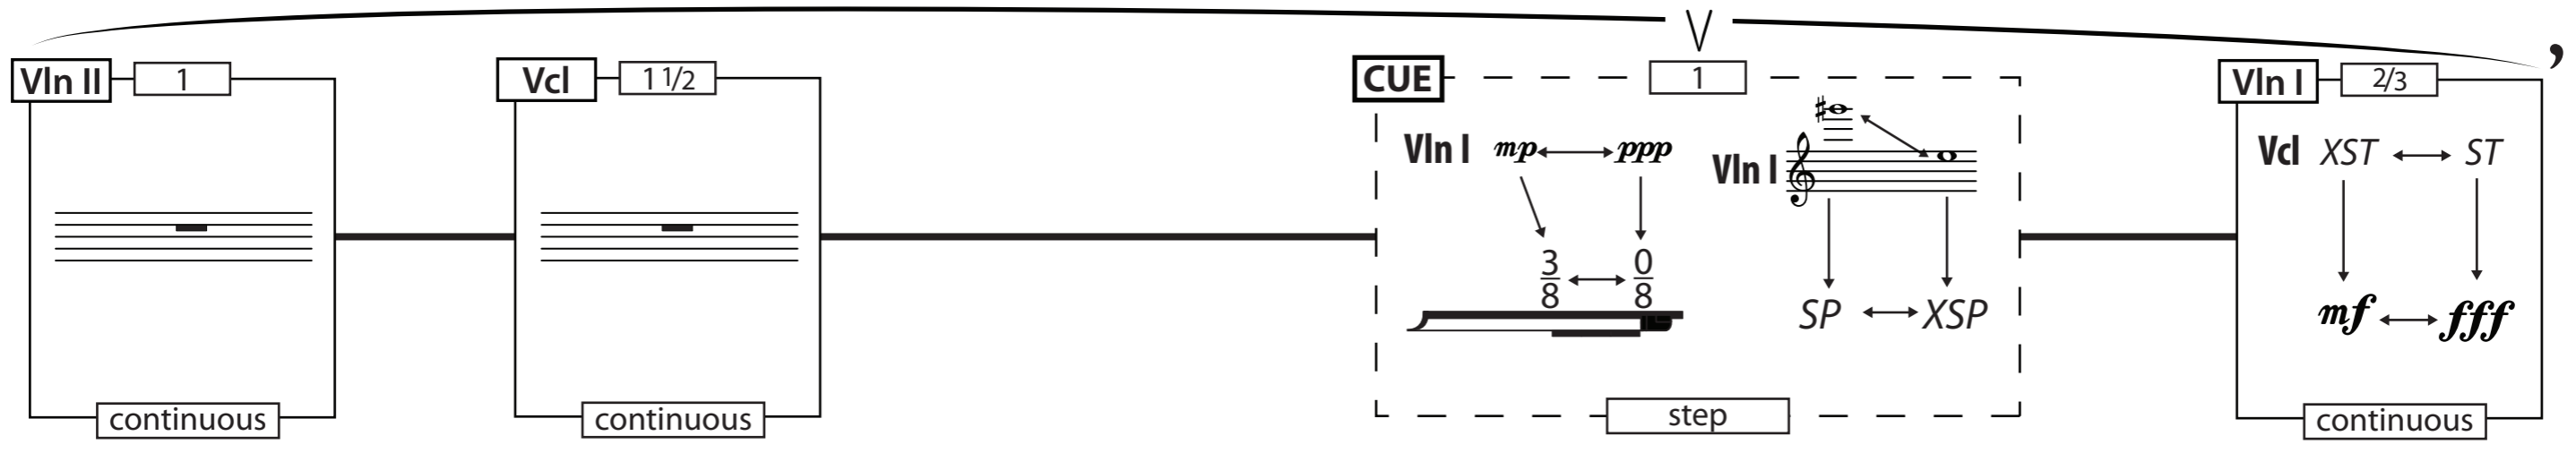 Vln II 1
continuous
Vcl 1 1/2
continuous
CUE 1
Vln I mp ppp
3/8 0/8
Vln I
SP XSP
step
Vln I 2/3
Vcl XST ST
mf fff
continuous